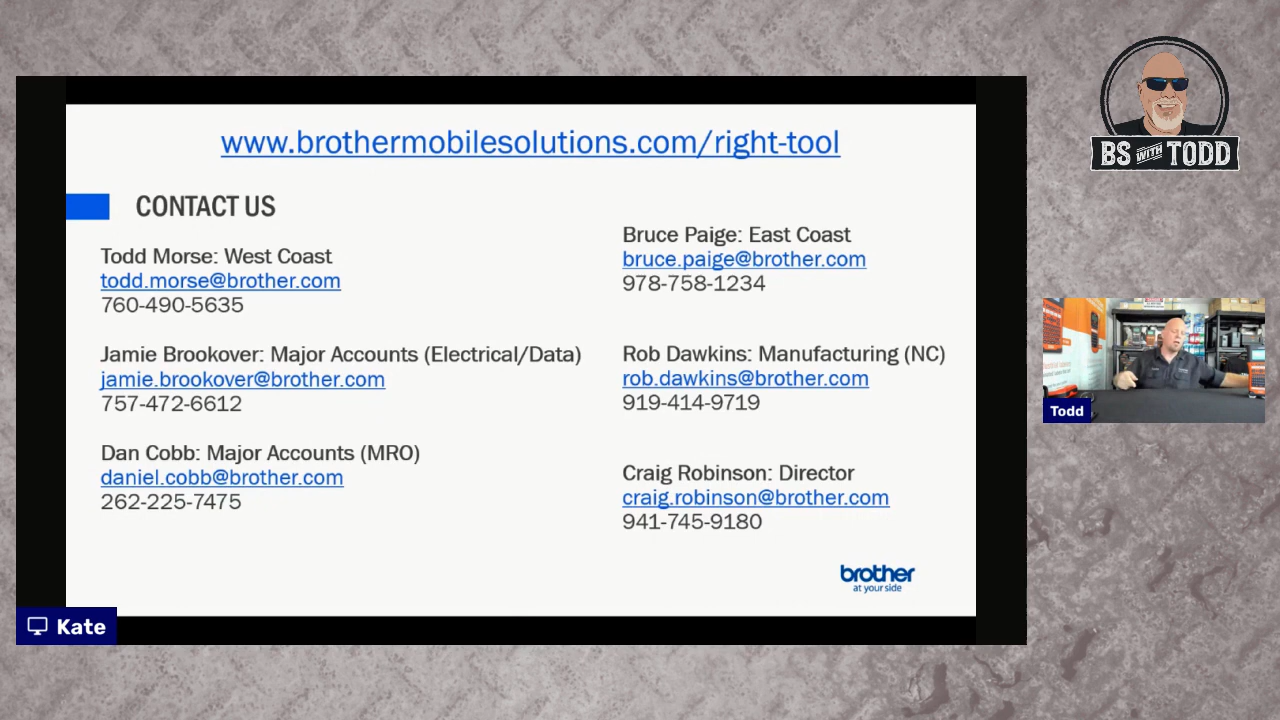 www.brothermobilesolutions.com/right-tool
CONTACT US
Todd Morse: West Coast
todd.morse@brother.com
760-490-5635
Jamie Brookover: Major Accounts (Electrical/Data)
jamie.brookover@brother.com
757-472-6612
Dan Cobb: Major Accounts (MRO)
daniel.cobb@brother.com
262-225-7475
Bruce Paige: East Coast
bruce.paige@brother.com
978-758-1234
Rob Dawkins: Manufacturing (NC)
rob.dawkins@brother.com
919-414-9719
Craig Robinson: Director
craig.robinson@brother.com
941-745-9180
brother
at your side
Kate
BS WITH TODD
Todd